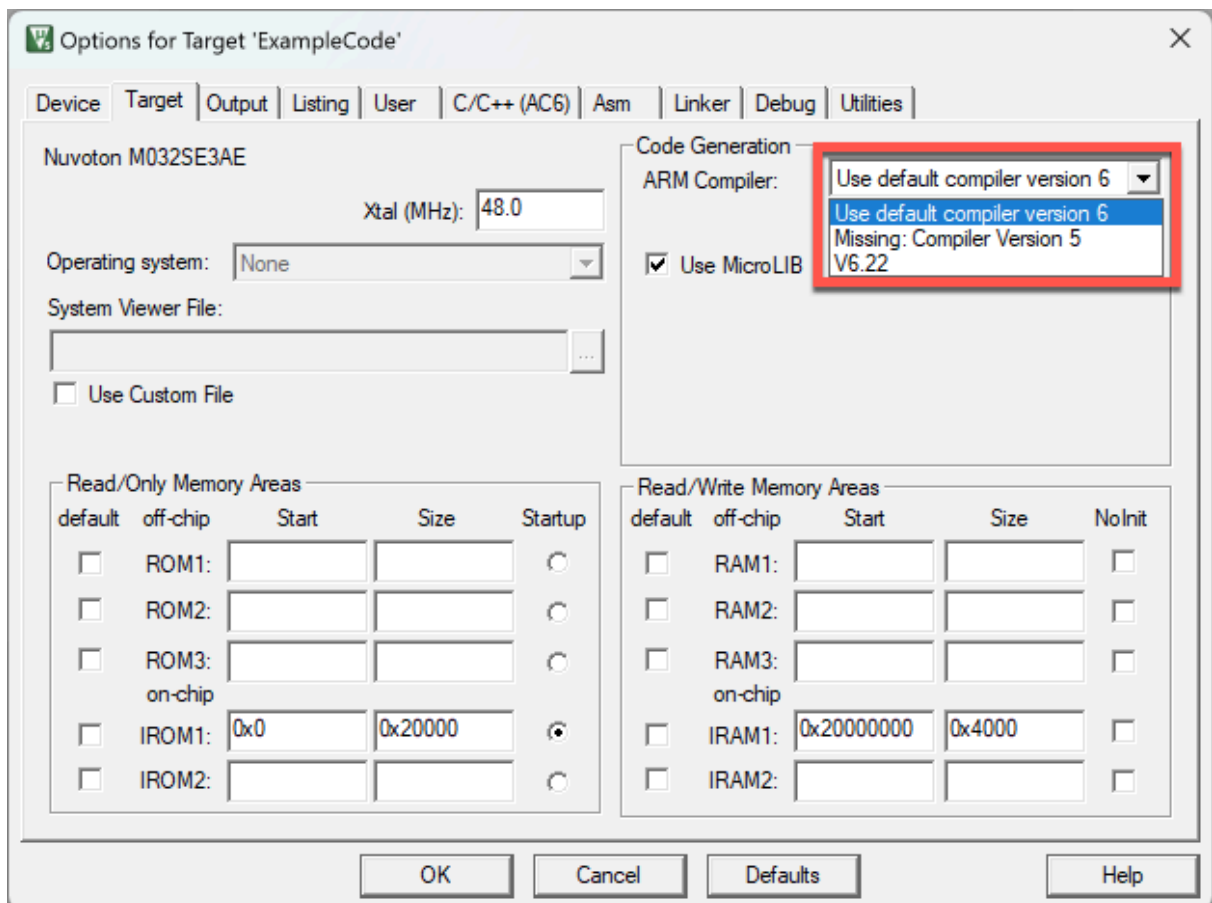 Options for Target 'ExampleCode'
Device Target Output Listing User C/C++ (AC6) Asm Linker Debug Utilities
Nuvoton M032SE3AE
Xtal (MHz): 48.0
Operating system: None
System Viewer File:
...
Use Custom File
Code Generation
ARM Compiler: Use default compiler version 6
Use default compiler version 6
Missing: Compiler Version 5
V6.22
Use MicroLIB
Read/Only Memory Areas
default off-chip Start Size Startup
ROM1:
ROM2:
ROM3:
on-chip
IROM1: 0x0 0x20000
IROM2:
Read/Write Memory Areas
default off-chip Start Size NoInit
RAM1:
RAM2:
RAM3:
on-chip
IRAM1: 0x20000000 0x4000
IRAM2:
OK Cancel Defaults Help